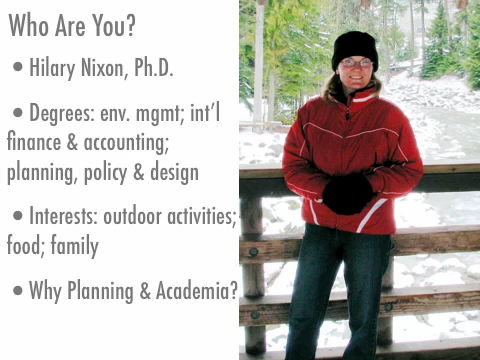 Who Are You?
• Hilary Nixon, Ph.D.
• Degrees: env. mgmt; int'l
finance & accounting;
planning, policy & design
• Interests: outdoor activities;
food; family
• Why Planning & Academia?